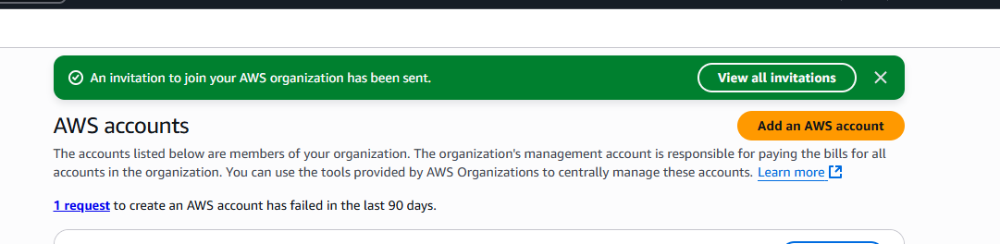 An invitation to join your AWS organization has been sent.
View all invitations
AWS accounts
Add an AWS account
The accounts listed below are members of your organization. The organization's management account is responsible for paying the bills for all
accounts in the organization. You can use the tools provided by AWS Organizations to centrally manage these accounts. Learn more
1 request to create an AWS account has failed in the last 90 days.